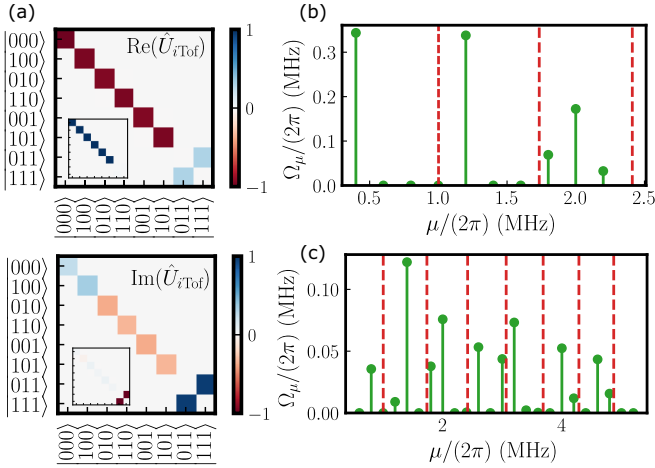 (a)
Re(Û_iTof)
|000⟩
|100⟩
|010⟩
|110⟩
|001⟩
|101⟩
|011⟩
|111⟩
|000⟩ |100⟩ |010⟩ |110⟩ |001⟩ |101⟩ |011⟩ |111⟩
1
0
−1
(b)
Ω_μ/(2π) (MHz)
0.3
0.2
0.1
0.0
0.5 1.0 1.5 2.0 2.5
μ/(2π) (MHz)
Im(Û_iTof)
|000⟩
|100⟩
|010⟩
|110⟩
|001⟩
|101⟩
|011⟩
|111⟩
|000⟩ |100⟩ |010⟩ |110⟩ |001⟩ |101⟩ |011⟩ |111⟩
1
0
−1
(c)
Ω_μ/(2π) (MHz)
0.10
0.05
0.00
2 4
μ/(2π) (MHz)